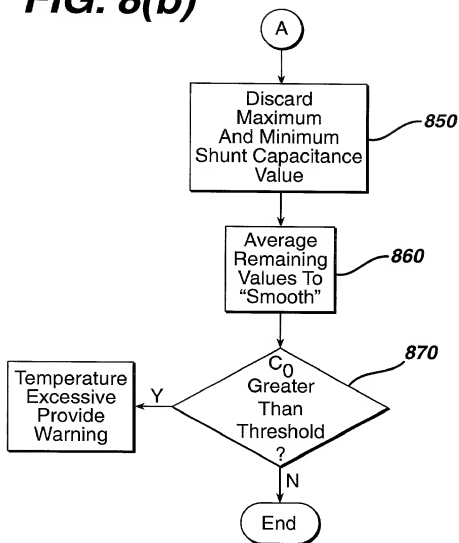 FIG. 8(b)
A
Discard
Maximum
And Minimum
Shunt Capacitance
Value
850
Average
Remaining
Values To
“Smooth”
860
C0
Greater
Than
Threshold
?
870
Y
Temperature
Excessive
Provide
Warning
N
End